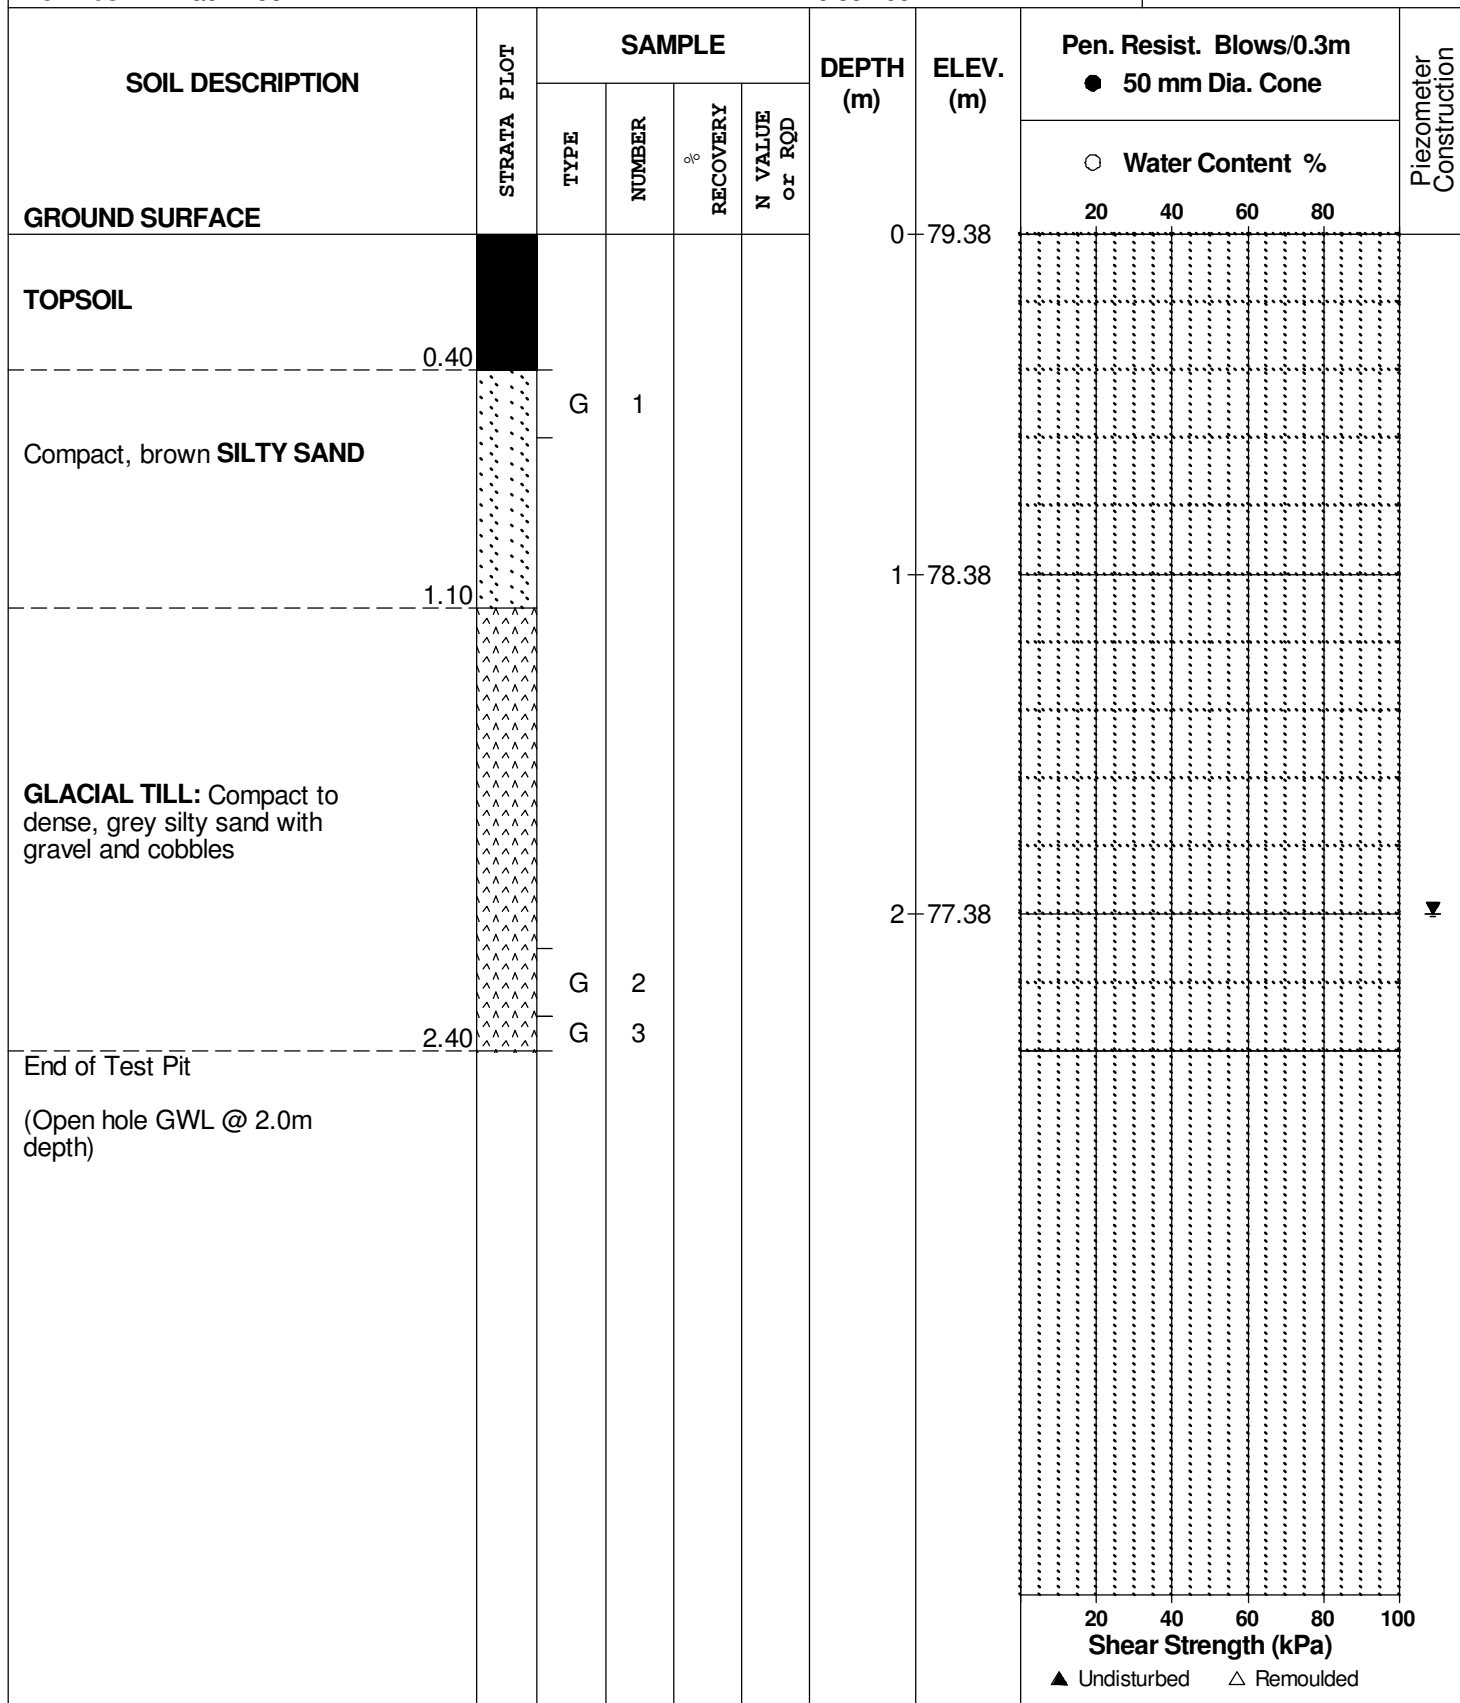 SOIL DESCRIPTION
GROUND SURFACE
STRATA PLOT
SAMPLE
TYPE
NUMBER
%
RECOVERY
N VALUE
or RQD
DEPTH
(m)
ELEV.
(m)
Pen. Resist. Blows/0.3m
● 50 mm Dia. Cone
○ Water Content %
20 40 60 80
Piezometer
Construction
0 79.38
TOPSOIL
0.40
G 1
Compact, brown SILTY SAND
1 78.38
1.10
GLACIAL TILL: Compact to
dense, grey silty sand with
gravel and cobbles
2 77.38
G 2
2.40
G 3
End of Test Pit
(Open hole GWL @ 2.0m
depth)
20 40 60 80 100
Shear Strength (kPa)
▲ Undisturbed △ Remoulded